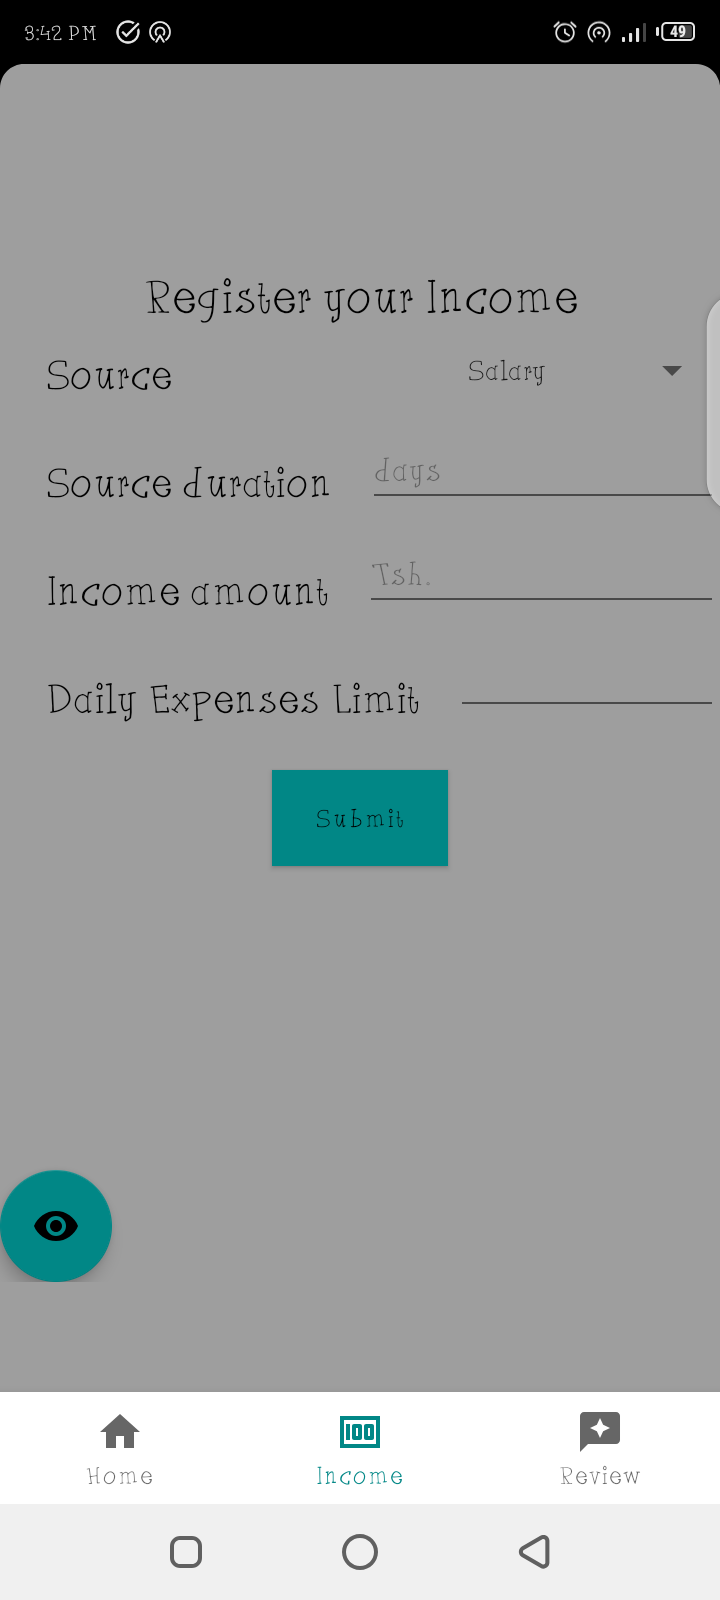 3:42 PM
49
Register your Income
Source
Salary
Source duration
days
Income amount
Tsh.
Daily Expenses Limit
Submit
100
Home
Income
Review